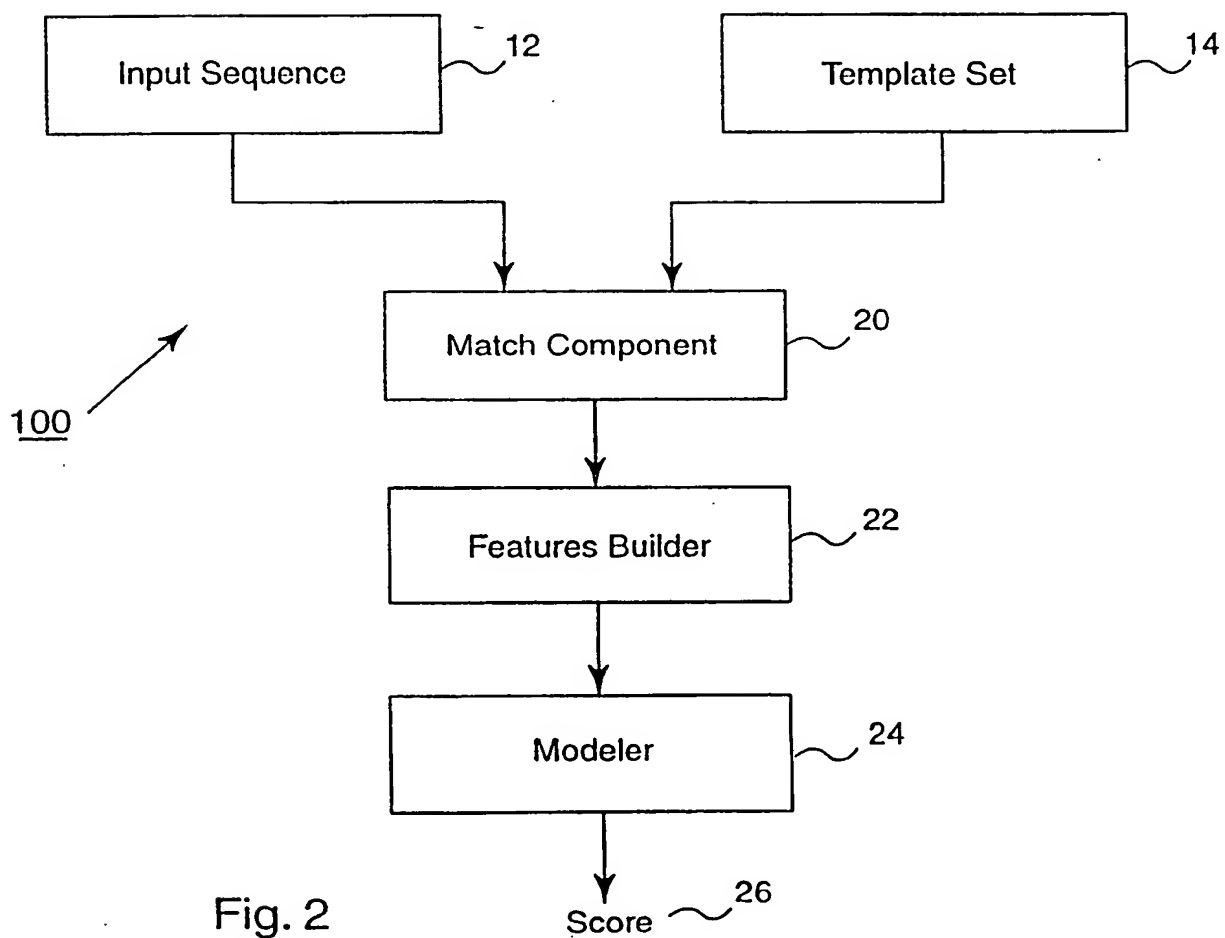 Input Sequence
12
Template Set
14
Match Component
20
100
Features Builder
22
Modeler
24
Score
26
Fig. 2